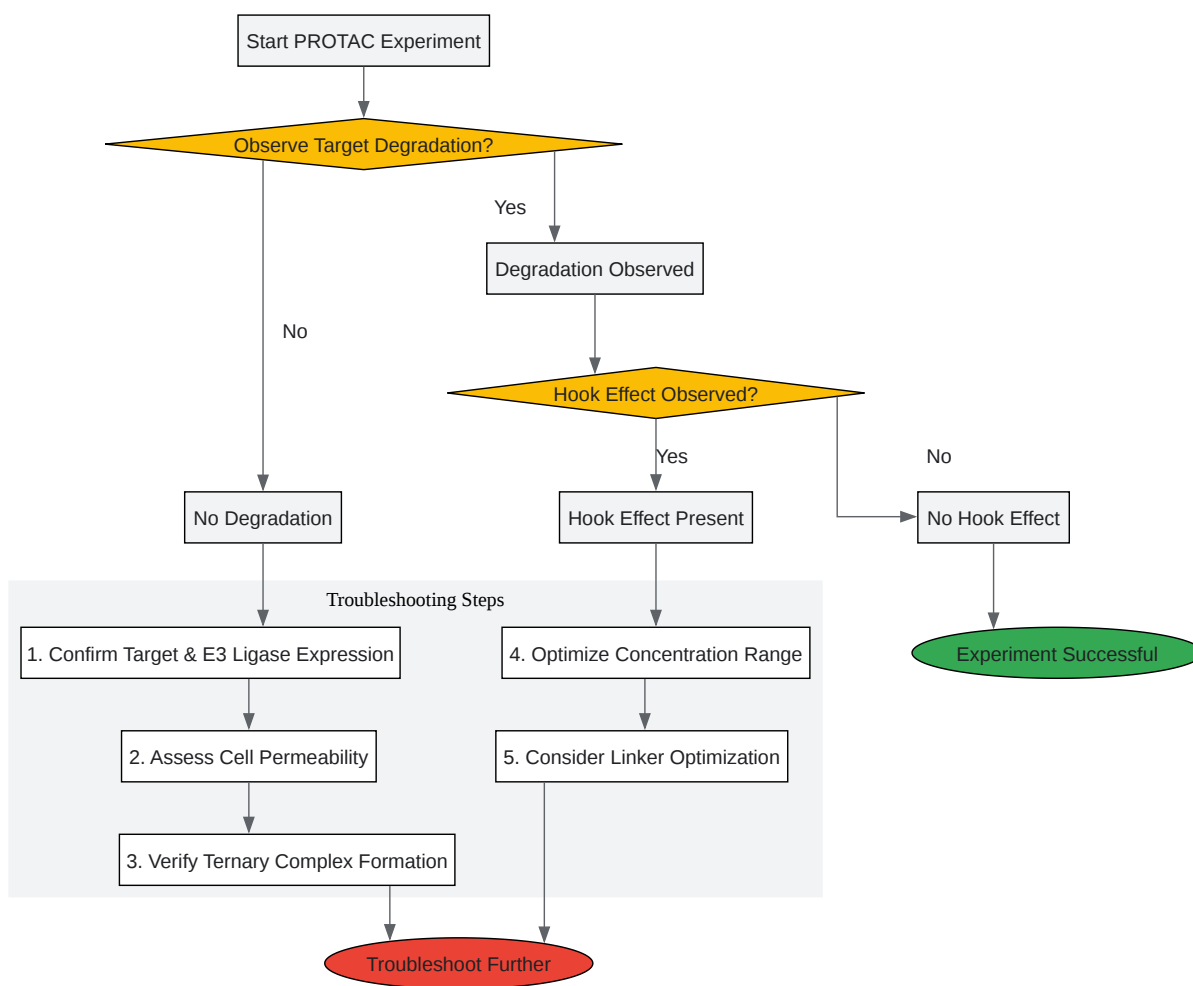 Start PROTAC Experiment
Observe Target Degradation?
Yes
Degradation Observed
No
Hook Effect Observed?
Yes
No
No Degradation
Hook Effect Present
No Hook Effect
Troubleshooting Steps
1. Confirm Target & E3 Ligase Expression
4. Optimize Concentration Range
Experiment Successful
2. Assess Cell Permeability
5. Consider Linker Optimization
3. Verify Ternary Complex Formation
Troubleshoot Further